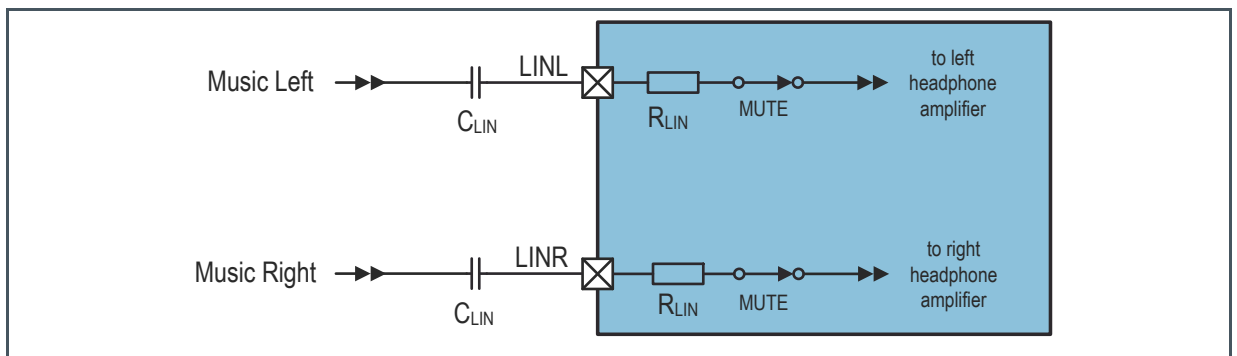 Music Left
LINL
CLIN
RLIN
MUTE
to left
headphone
amplifier
Music Right
LINR
CLIN
RLIN
MUTE
to right
headphone
amplifier